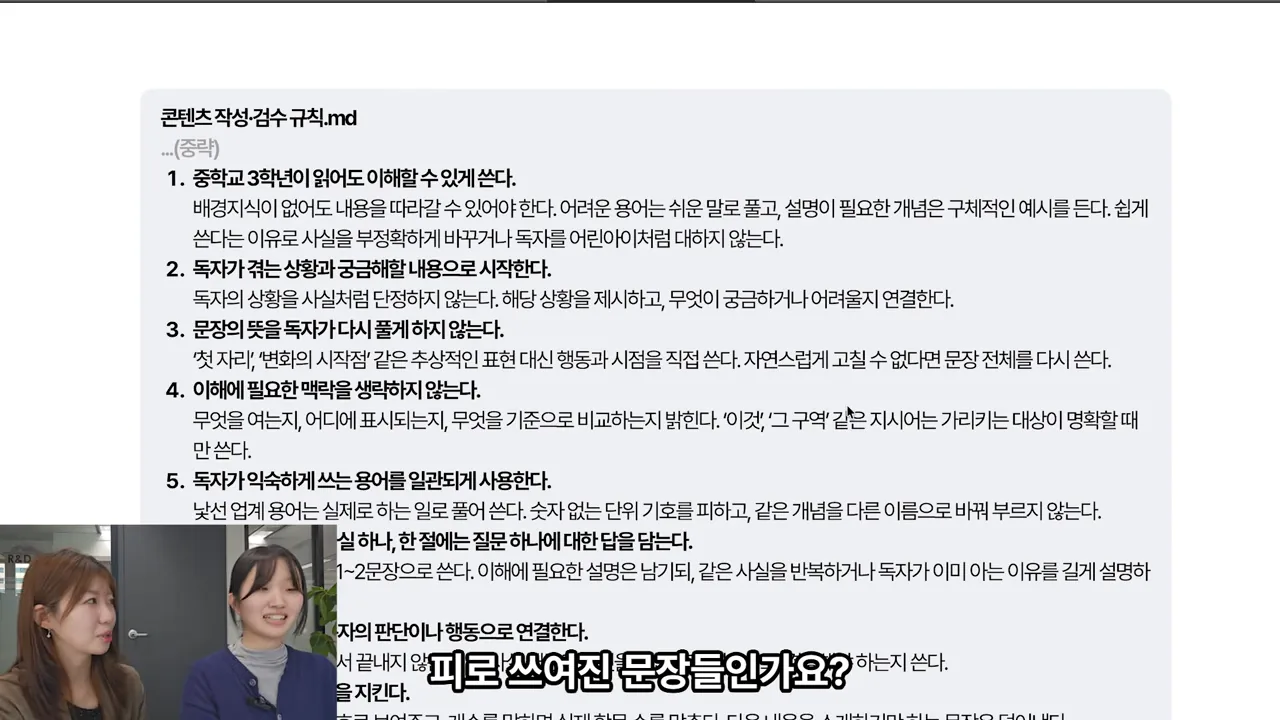 콘텐츠 작성·검수 규칙.md
...(중략)
1. 중학교 3학년이 읽어도 이해할 수 있게 쓴다.
배경지식이 없어도 내용을 따라갈 수 있어야 한다. 어려운 용어는 쉬운 말로 풀고, 설명이 필요한 개념은 구체적인 예시를 든다. 쉽게
쓴다는 이유로 사실을 부정확하게 바꾸거나 독자를 어린아이처럼 대하지 않는다.
2. 독자가 겪는 상황과 궁금해할 내용으로 시작한다.
독자의 상황을 사실처럼 단정하지 않는다. 해당 상황을 제시하고, 무엇이 궁금하거나 어려울지 연결한다.
3. 문장의 뜻을 독자가 다시 풀게 하지 않는다.
‘첫 자리’, ‘변화의 시작점’ 같은 추상적인 표현 대신 행동과 시점을 직접 쓴다. 자연스럽게 고칠 수 없다면 문장 전체를 다시 쓴다.
4. 이해에 필요한 맥락을 생략하지 않는다.
무엇을 여는지, 어디에 표시되는지, 무엇을 기준으로 비교하는지 밝힌다. ‘이것’, ‘그 구역’ 같은 지시어는 가리키는 대상이 명확할 때
만 쓴다.
5. 독자가 익숙하게 쓰는 용어를 일관되게 사용한다.
낯선 업계 용어는 실제로 하는 일로 풀어 쓴다. 숫자 없는 단위 기호를 피하고, 같은 개념을 다른 이름으로 바꿔 부르지 않는다.
실 하나, 한 절에는 질문 하나에 대한 답을 담는다.
1~2문장으로 쓴다. 이해에 필요한 설명은 남기되, 같은 사실을 반복하거나 독자가 이미 아는 이유를 길게 설명하
자의 판단이나 행동으로 연결한다.
서 끝내지 않
하는지 쓴다.
을 지킨다.
R&D
피로 쓰여진 문장들인가요?